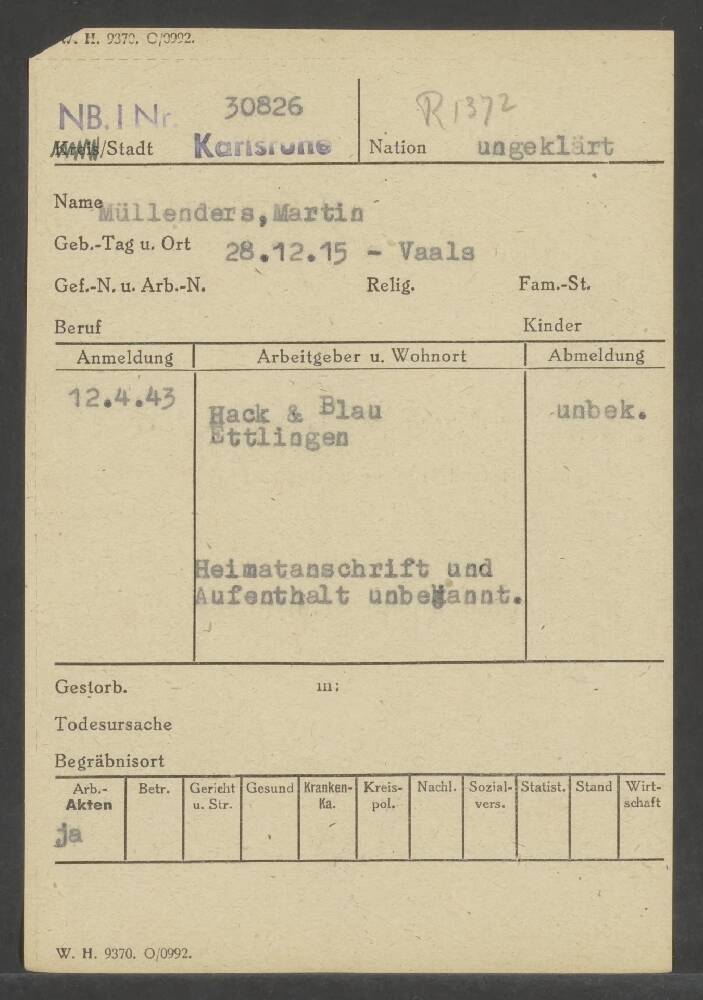 W. H. 9370. O/0992.
NB. I Nr. 30826 R1372
Kreis/Stadt Karlsruhe Nation ungeklärt
Name Müllenders, Martin
Geb.-Tag u. Ort 28.12.15 - Vaals
Gef.-N. u. Arb.-N. Relig. Fam.-St.
Beruf Kinder
Anmeldung Arbeitgeber u. Wohnort Abmeldung
12.4.43 Hack & Blau unbek.
Ettlingen
Heimatanschrift und
Aufenthalt unbekannt.
Gestorb. in:
Todesursache
Begräbnisort
Arb.- Betr. Gericht Gesund Kranken- Kreis- Nachl. Sozial- Statist. Stand Wirt-
Akten u. Str. Ka. pol. vers. schaft
ja
W. H. 9370. O/0992.